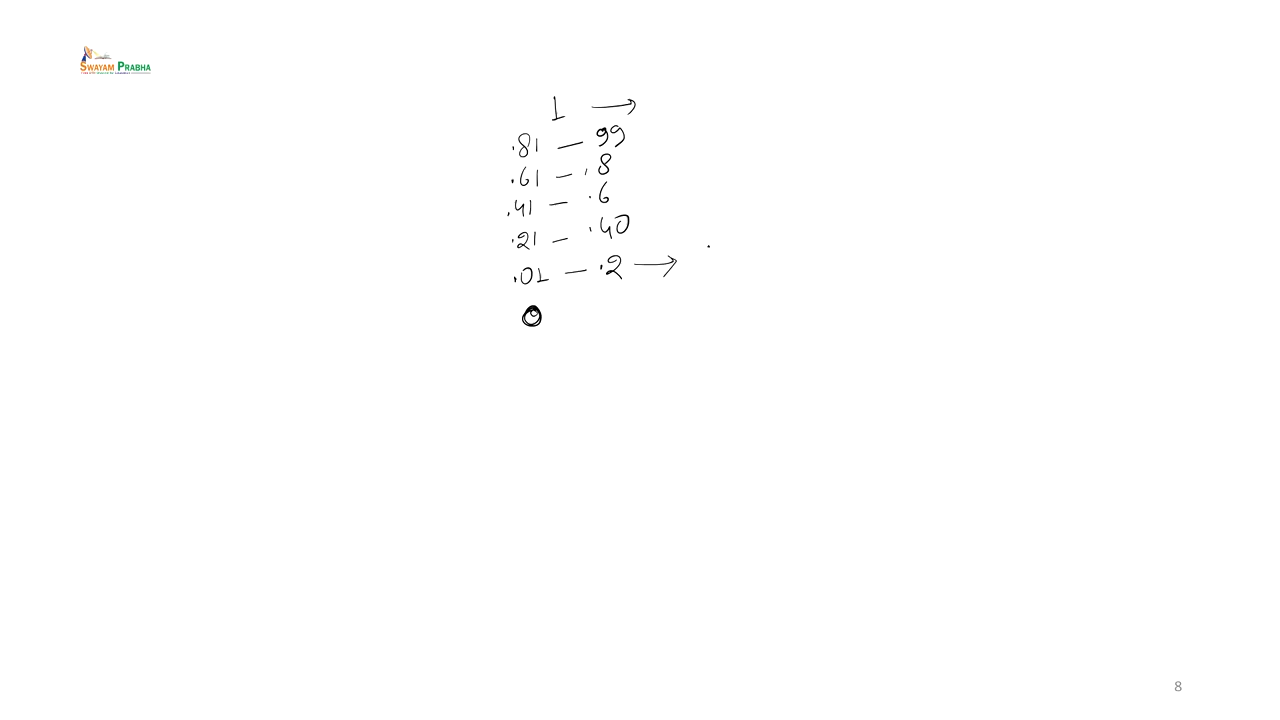 SWAYAM PRABHA
1 →
.81 — 99
.61 — .8
.41 — .6
.21 — .40
.01 — .2 →
0
8